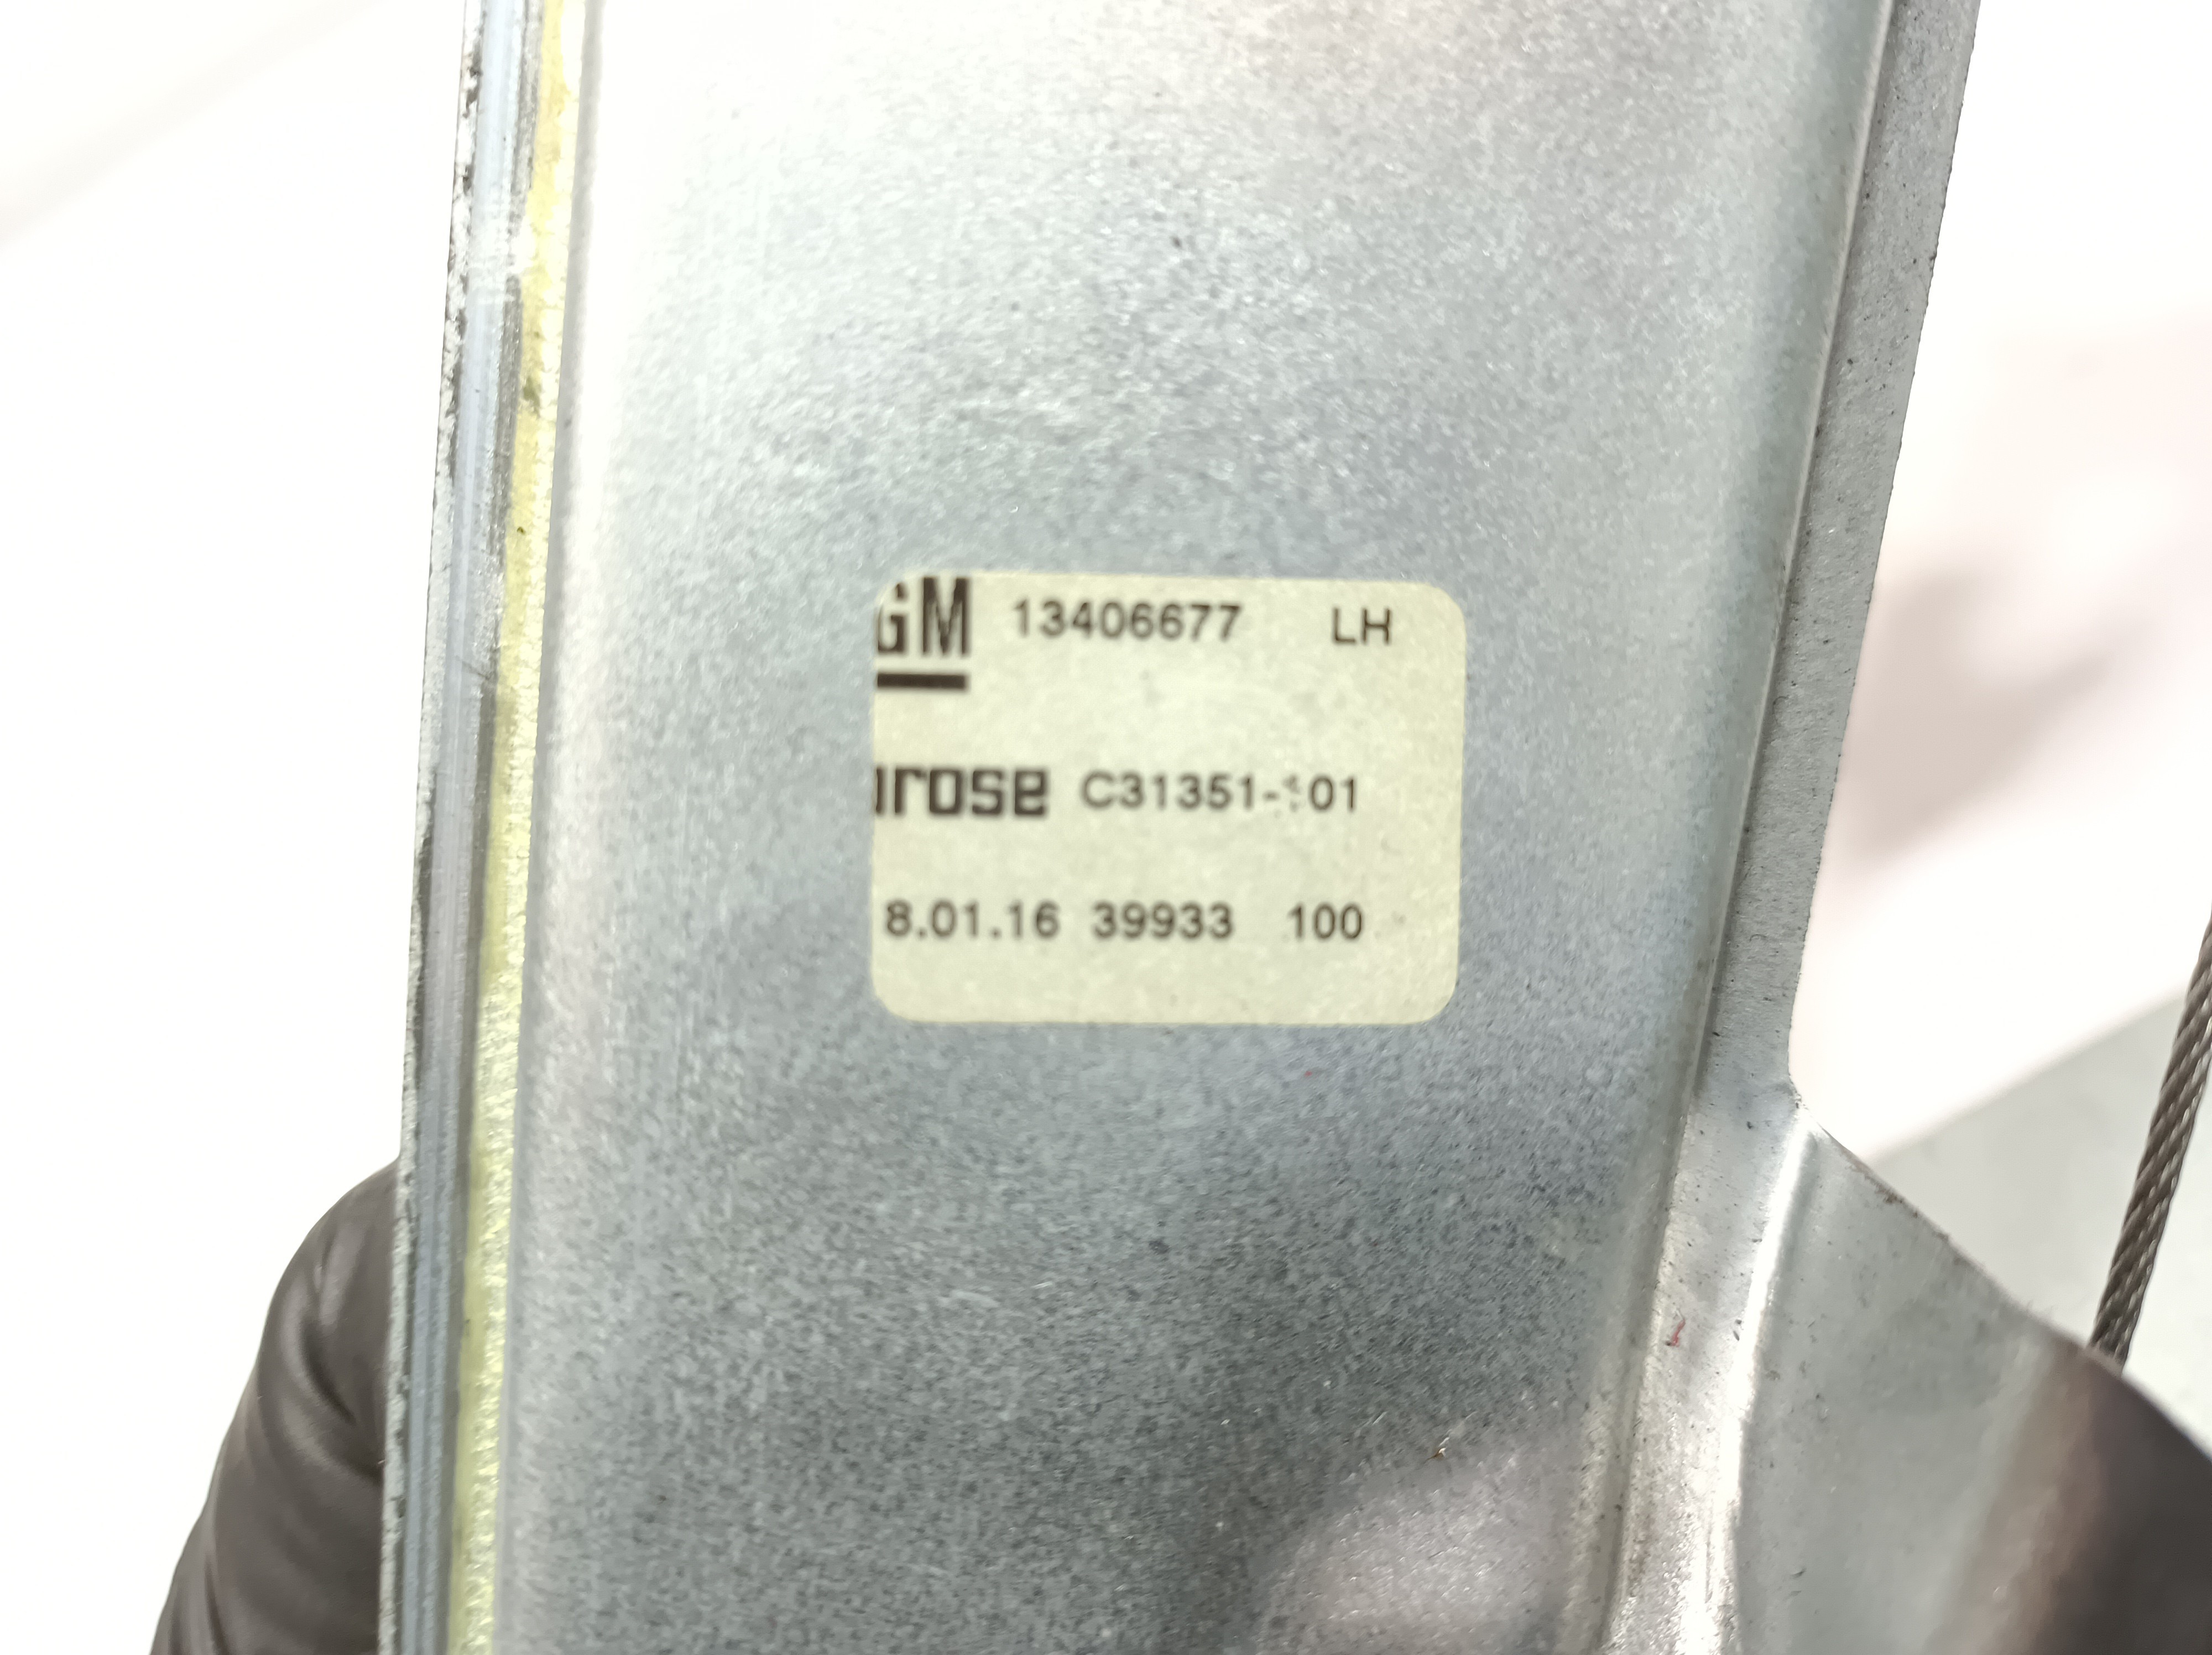 GM 13406677 LH
rose C31351-101
8.01.16 39933 100